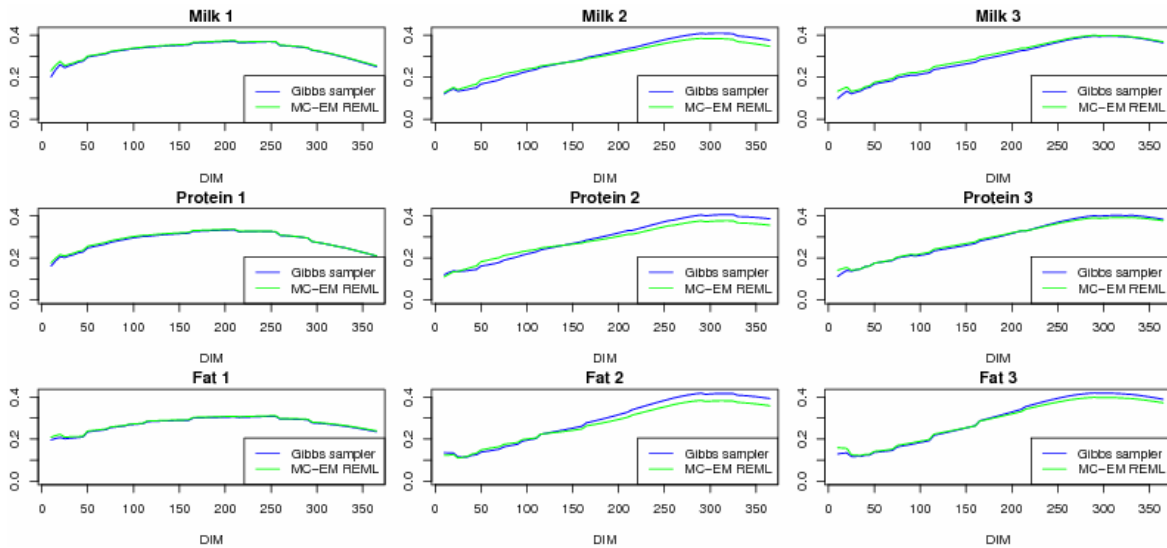 Milk 1
Milk 2
Milk 3
0.4
0.2
0.0
Gibbs sampler
MC-EM REML
0 50 100 150 200 250 300 350
DIM
0.4
0.2
0.0
Gibbs sampler
MC-EM REML
0 50 100 150 200 250 300 350
DIM
0.4
0.2
0.0
Gibbs sampler
MC-EM REML
0 50 100 150 200 250 300 350
DIM
Protein 1
Protein 2
Protein 3
0.4
0.2
0.0
Gibbs sampler
MC-EM REML
0 50 100 150 200 250 300 350
DIM
0.4
0.2
0.0
Gibbs sampler
MC-EM REML
0 50 100 150 200 250 300 350
DIM
0.4
0.2
0.0
Gibbs sampler
MC-EM REML
0 50 100 150 200 250 300 350
DIM
Fat 1
Fat 2
Fat 3
0.4
0.2
0.0
Gibbs sampler
MC-EM REML
0 50 100 150 200 250 300 350
DIM
0.4
0.2
0.0
Gibbs sampler
MC-EM REML
0 50 100 150 200 250 300 350
DIM
0.4
0.2
0.0
Gibbs sampler
MC-EM REML
0 50 100 150 200 250 300 350
DIM